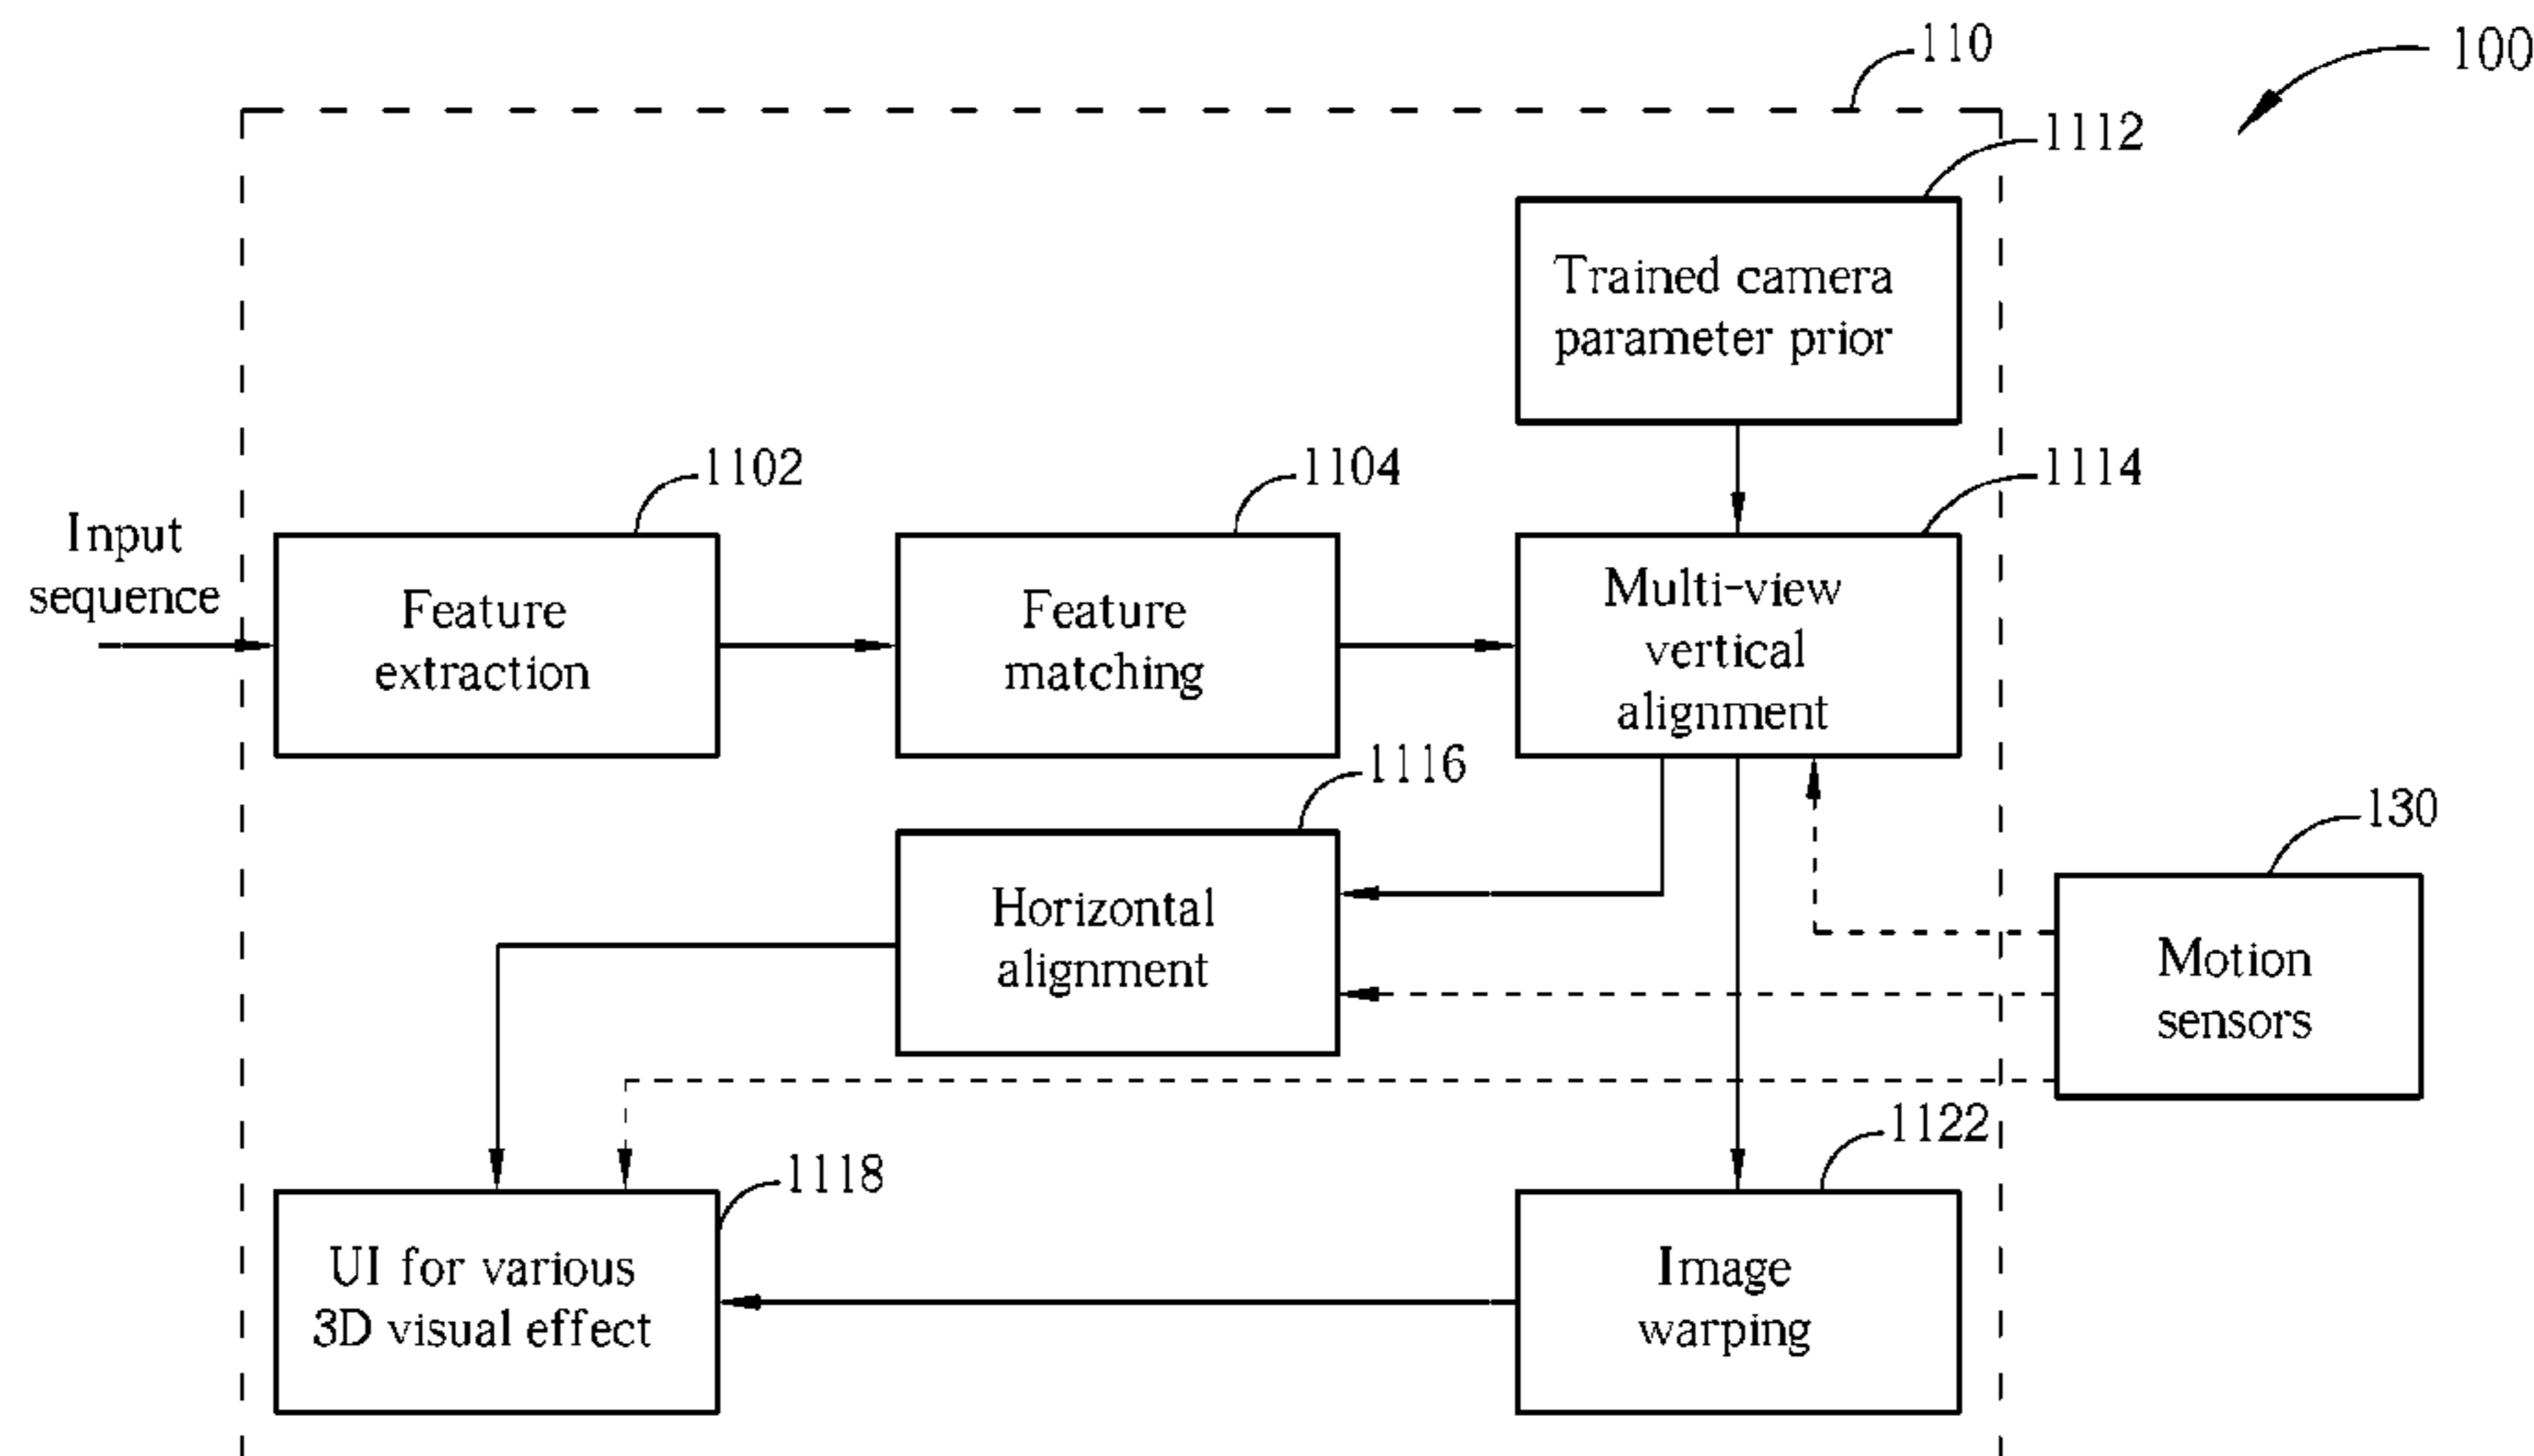 110
100
1112
Trained camera
parameter prior
1102
1104
1114
Input
sequence
Feature
extraction
Feature
matching
Multi-view
vertical
alignment
1116
130
Horizontal
alignment
Motion
sensors
1118
1122
UI for various
3D visual effect
Image
warping